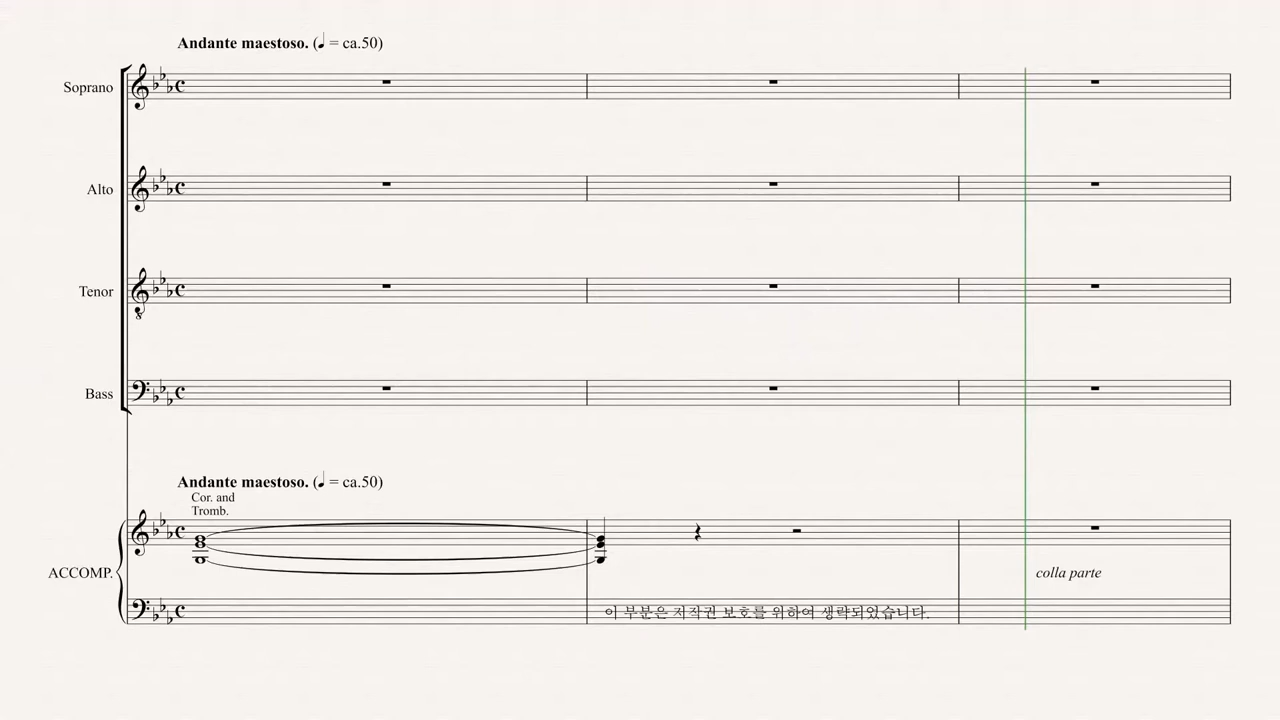 Andante maestoso. (♩ = ca.50)
Soprano
Alto
Tenor
Bass
Andante maestoso. (♩ = ca.50)
Cor. and
Tromb.
ACCOMP.
colla parte
이 부분은 저작권 보호를 위하여 생략되었습니다.